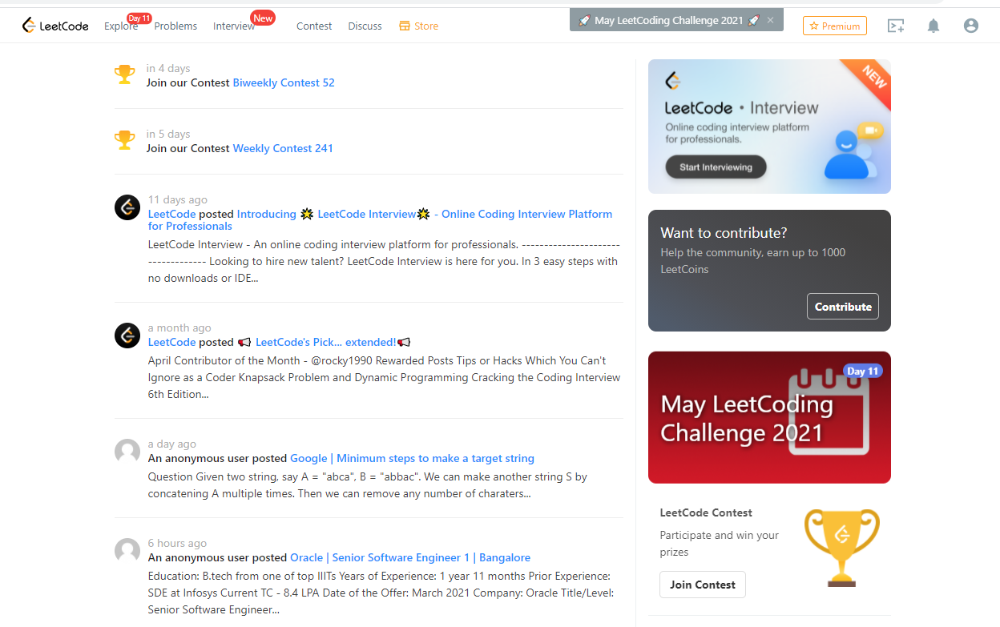 LeetCode
Explore
Day 11
Problems
Interview
New
Contest
Discuss
Store
May LeetCoding Challenge 2021
Premium
in 4 days
Join our Contest Biweekly Contest 52
in 5 days
Join our Contest Weekly Contest 241
11 days ago
LeetCode posted Introducing 🌟 LeetCode Interview🌟 - Online Coding Interview Platform
for Professionals
LeetCode Interview - An online coding interview platform for professionals. ----------------------
------------- Looking to hire new talent? LeetCode Interview is here for you. In 3 easy steps with
no downloads or IDE...
a month ago
LeetCode posted 📢 LeetCode's Pick... extended!📢
April Contributor of the Month - @rocky1990 Rewarded Posts Tips or Hacks Which You Can't
Ignore as a Coder Knapsack Problem and Dynamic Programming Cracking the Coding Interview
6th Edition...
a day ago
An anonymous user posted Google | Minimum steps to make a target string
Question Given two string, say A = "abca", B = "abbac". We can make another string S by
concatening A multiple times. Then we can remove any number of charaters...
6 hours ago
An anonymous user posted Oracle | Senior Software Engineer 1 | Bangalore
Education: B.tech from one of top IIITs Years of Experience: 1 year 11 months Prior Experience:
SDE at Infosys Current TC - 8.4 LPA Date of the Offer: March 2021 Company: Oracle Title/Level:
Senior Software Engineer...
NEW
LeetCode • Interview
Online coding interview platform
for professionals.
Start Interviewing
Want to contribute?
Help the community, earn up to 1000
LeetCoins
Contribute
Day 11
May LeetCoding
Challenge 2021
LeetCode Contest
Participate and win your
prizes
Join Contest